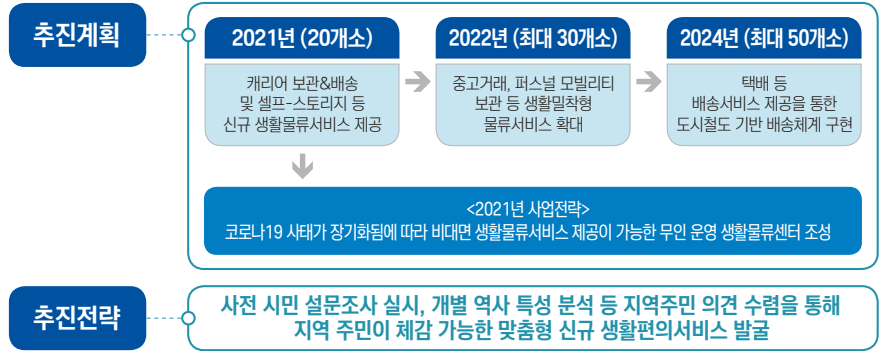 추진계획
2021년 (20개소)
캐리어 보관&배송
및 셀프-스토리지 등
신규 생활물류서비스 제공
2022년 (최대 30개소)
중고거래, 퍼스널 모빌리티
보관 등 생활밀착형
물류서비스 확대
2024년 (최대 50개소)
택배 등
배송서비스 제공을 통한
도시철도 기반 배송체계 구현
<2021년 사업전략>
코로나19 사태가 장기화됨에 따라 비대면 생활물류서비스 제공이 가능한 무인 운영 생활물류센터 조성
추진전략
사전 시민 설문조사 실시, 개별 역사 특성 분석 등 지역주민 의견 수렴을 통해
지역 주민이 체감 가능한 맞춤형 신규 생활편의서비스 발굴